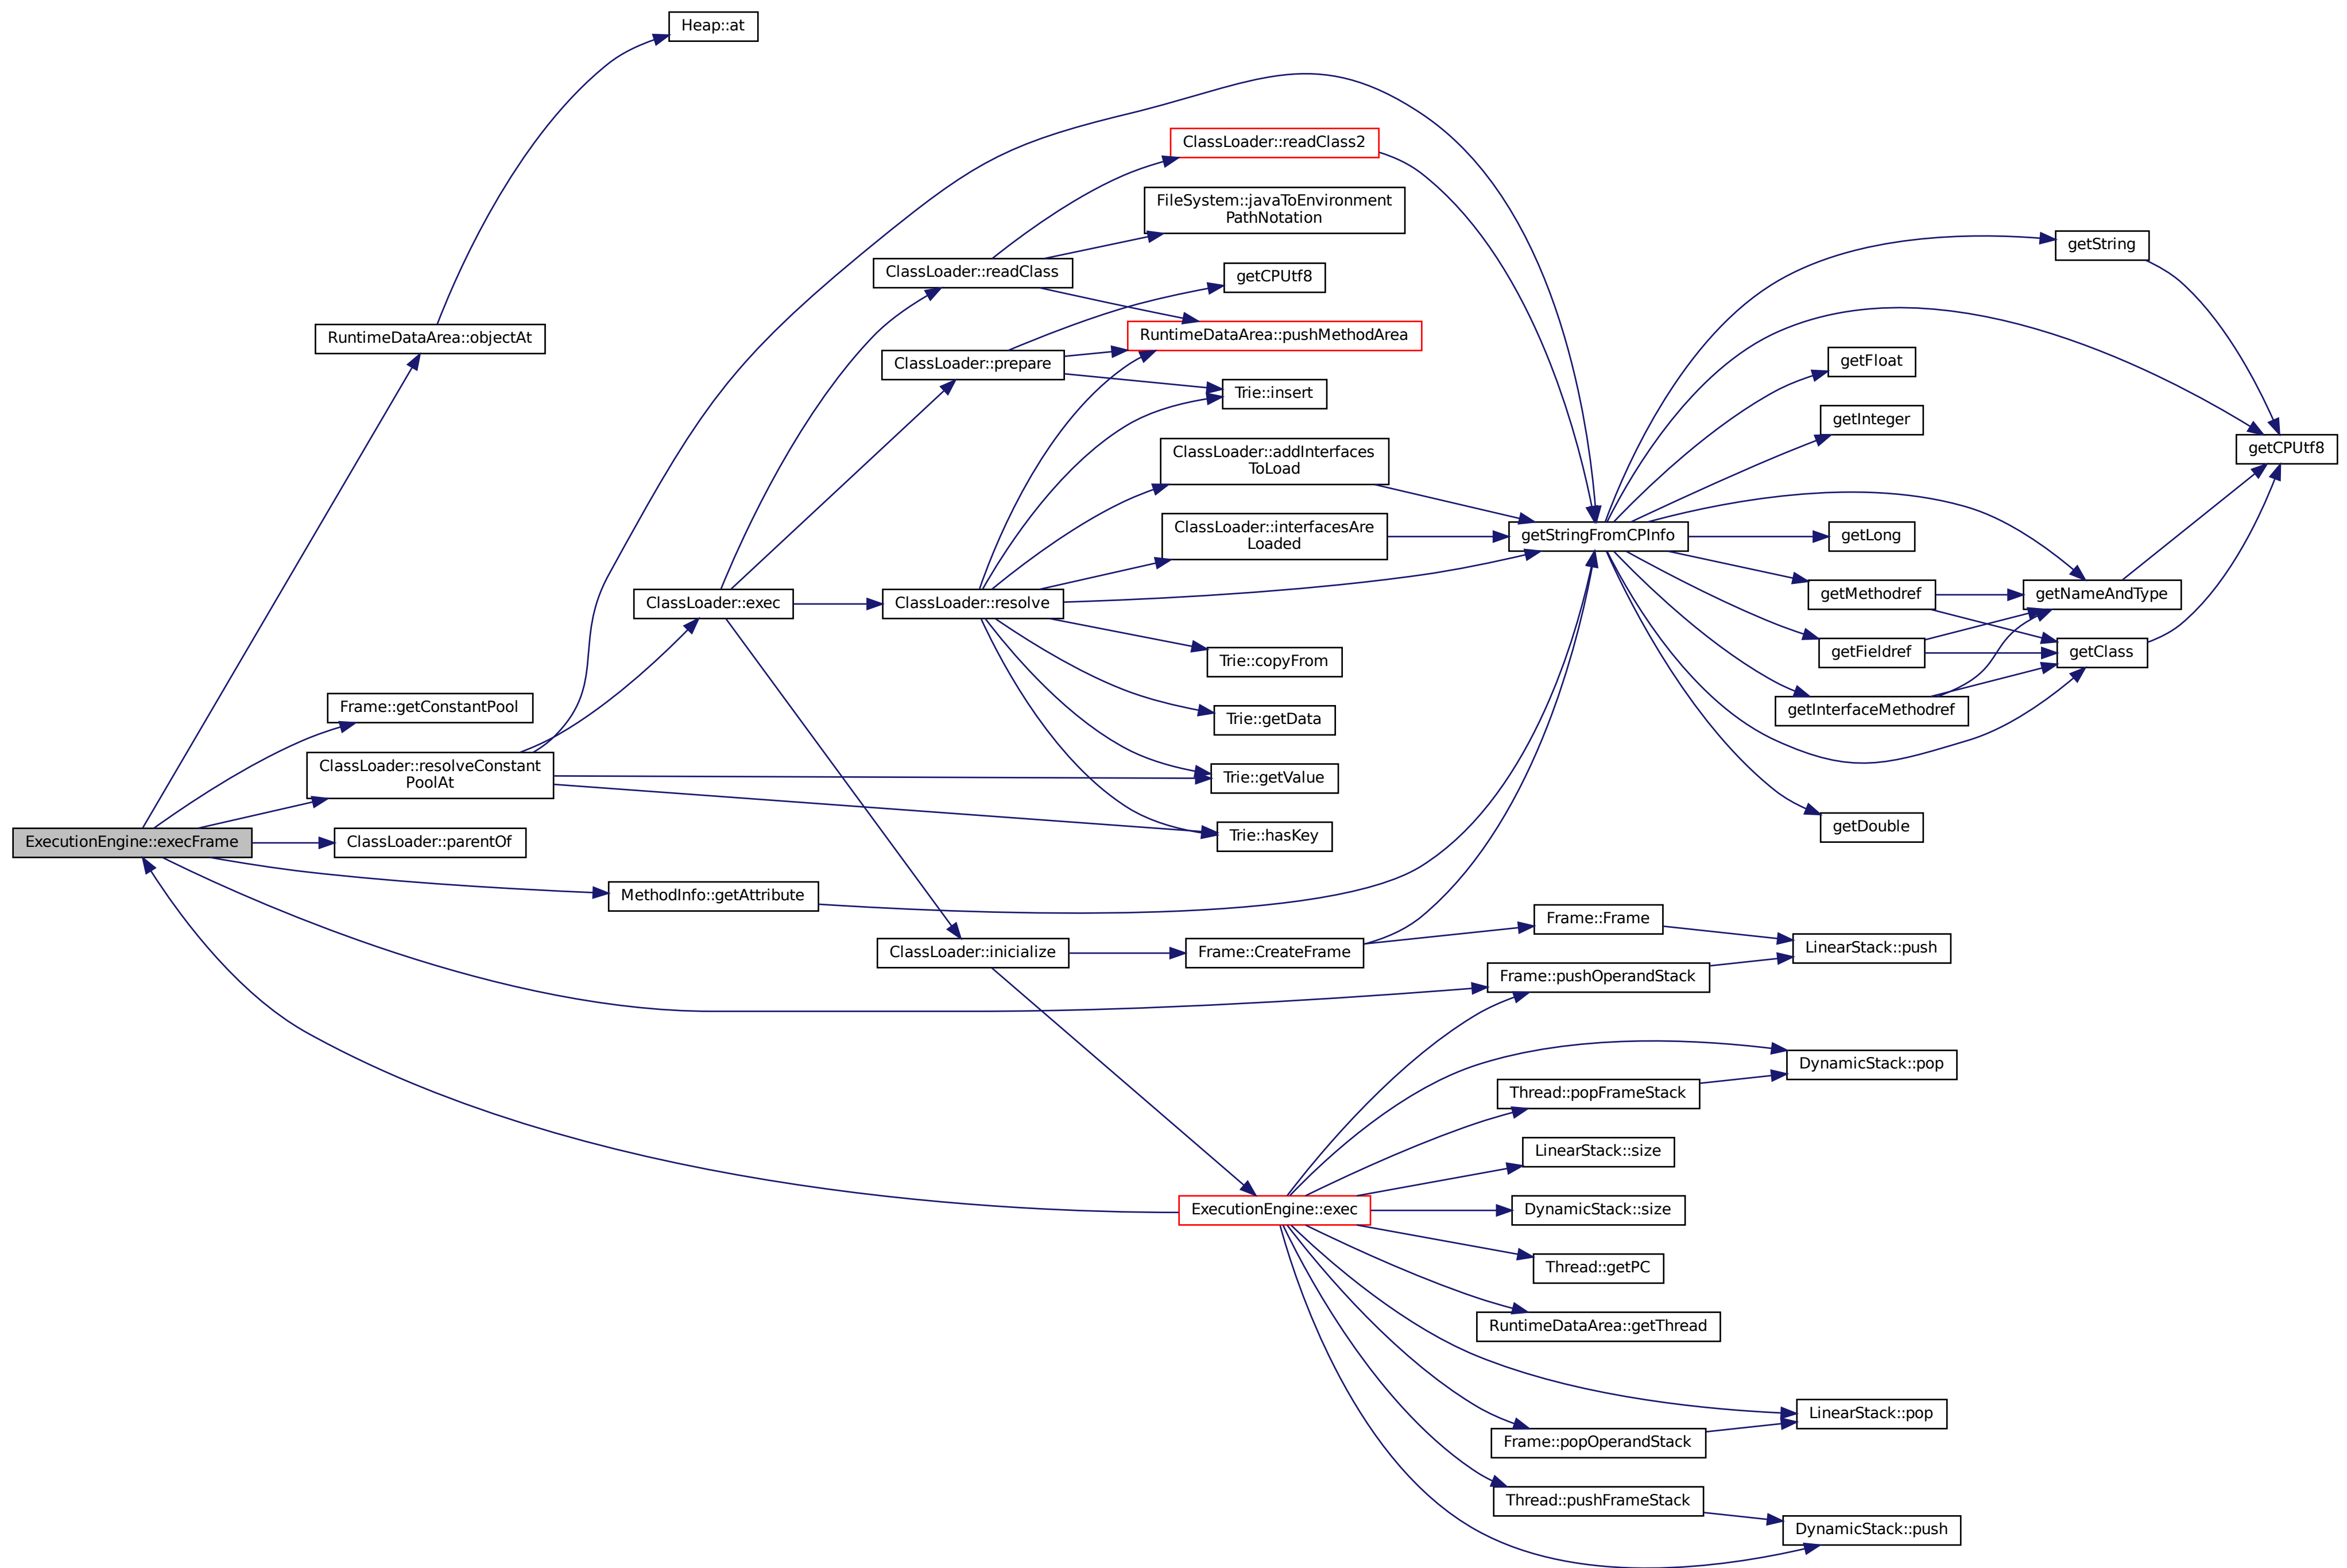 Heap::at
ClassLoader::readClass2
FileSystem::javaToEnvironment
PathNotation
getString
ClassLoader::readClass
getCPUtf8
RuntimeDataArea::objectAt
RuntimeDataArea::pushMethodArea
ClassLoader::prepare
getFloat
Trie::insert
getInteger
getCPUtf8
ClassLoader::addInterfaces
ToLoad
ClassLoader::interfacesAre
Loaded
getStringFromCPInfo
getLong
ClassLoader::exec
ClassLoader::resolve
getMethodref
getNameAndType
Trie::copyFrom
getFieldref
getClass
Frame::getConstantPool
Trie::getData
getInterfaceMethodref
ClassLoader::resolveConstant
PoolAt
Trie::getValue
getDouble
ExecutionEngine::execFrame
ClassLoader::parentOf
Trie::hasKey
MethodInfo::getAttribute
Frame::Frame
ClassLoader::inicialize
Frame::CreateFrame
LinearStack::push
Frame::pushOperandStack
DynamicStack::pop
Thread::popFrameStack
LinearStack::size
ExecutionEngine::exec
DynamicStack::size
Thread::getPC
RuntimeDataArea::getThread
LinearStack::pop
Frame::popOperandStack
Thread::pushFrameStack
DynamicStack::push